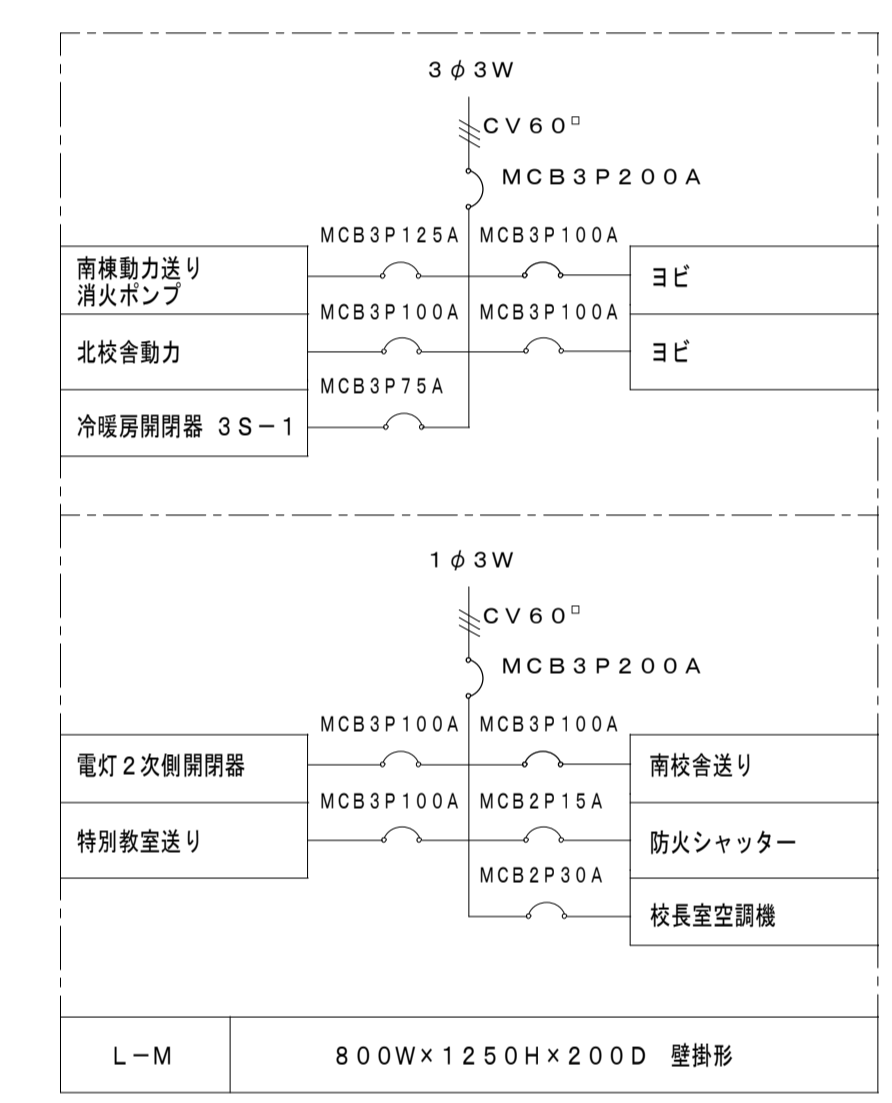 3φ3W
CV60□
MCB3P200A
MCB3P125A MCB3P100A
南棟動力送り
消火ポンプ
ヨビ
MCB3P100A MCB3P100A
北校舎動力
ヨビ
MCB3P75A
冷暖房開閉器 3S-1
1φ3W
CV60□
MCB3P200A
MCB3P100A MCB3P100A
電灯2次側開閉器
南校舎送り
MCB3P100A MCB2P15A
特別教室送り
防火シャッター
MCB2P30A
校長室空調機
L-M
800W×1250H×200D 壁掛形